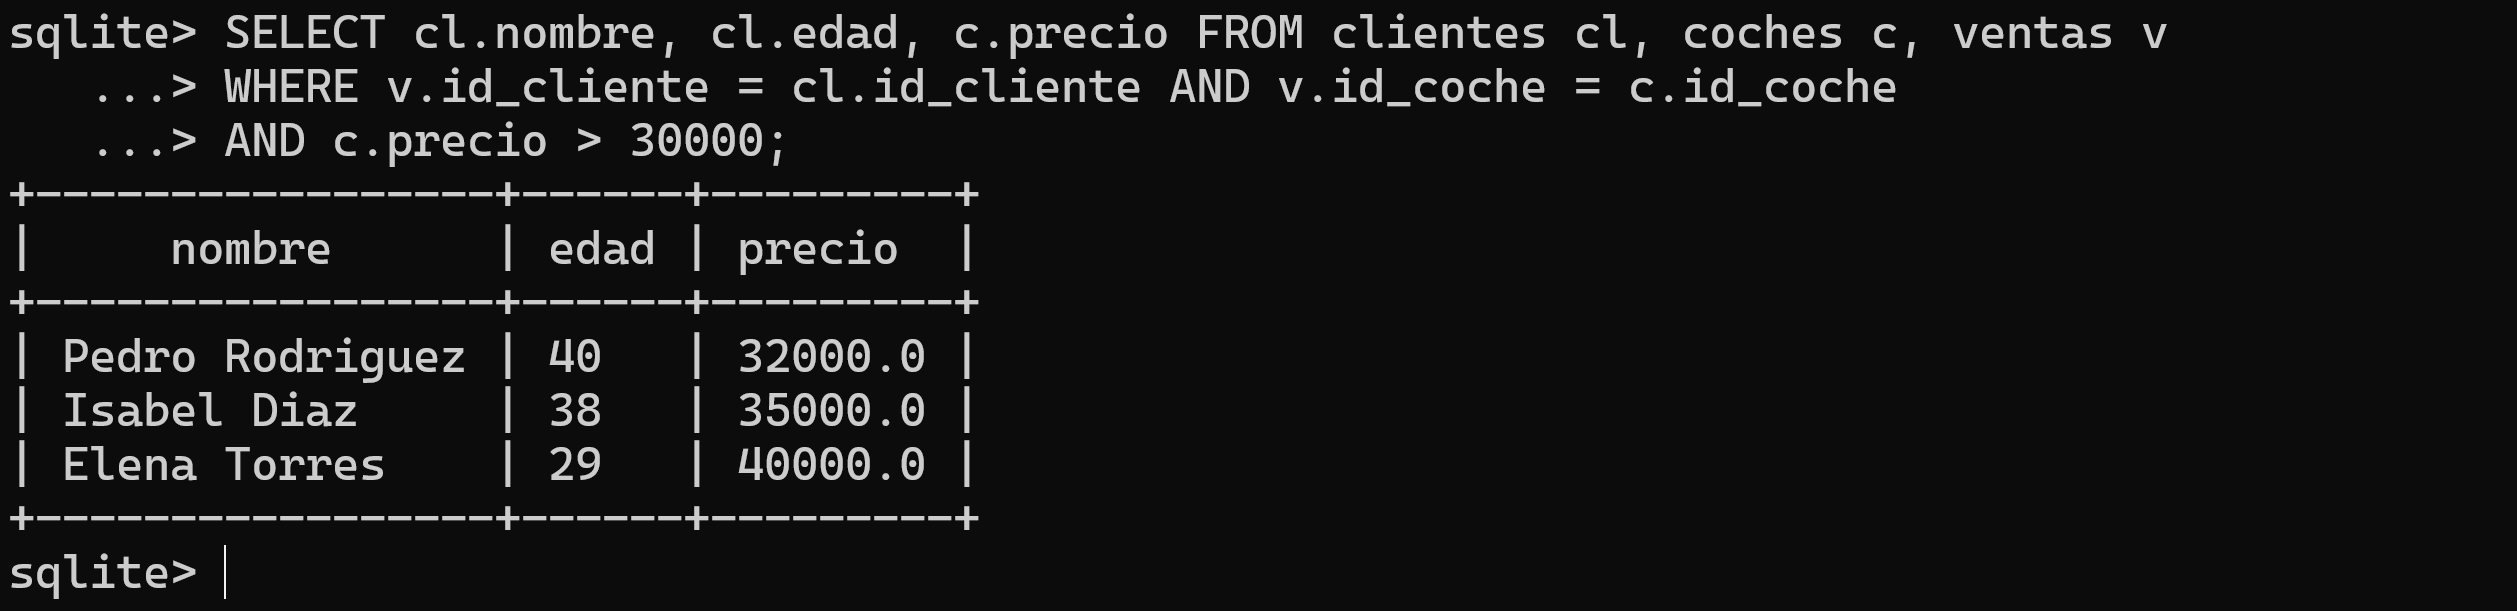 sqlite> SELECT cl.nombre, cl.edad, c.precio FROM clientes cl, coches c, ventas v
   ...> WHERE v.id_cliente = cl.id_cliente AND v.id_coche = c.id_coche
   ...> AND c.precio > 30000;
+-----------------+------+---------+
|     nombre      | edad | precio  |
+-----------------+------+---------+
| Pedro Rodriguez | 40   | 32000.0 |
| Isabel Diaz     | 38   | 35000.0 |
| Elena Torres    | 29   | 40000.0 |
+-----------------+------+---------+
sqlite>